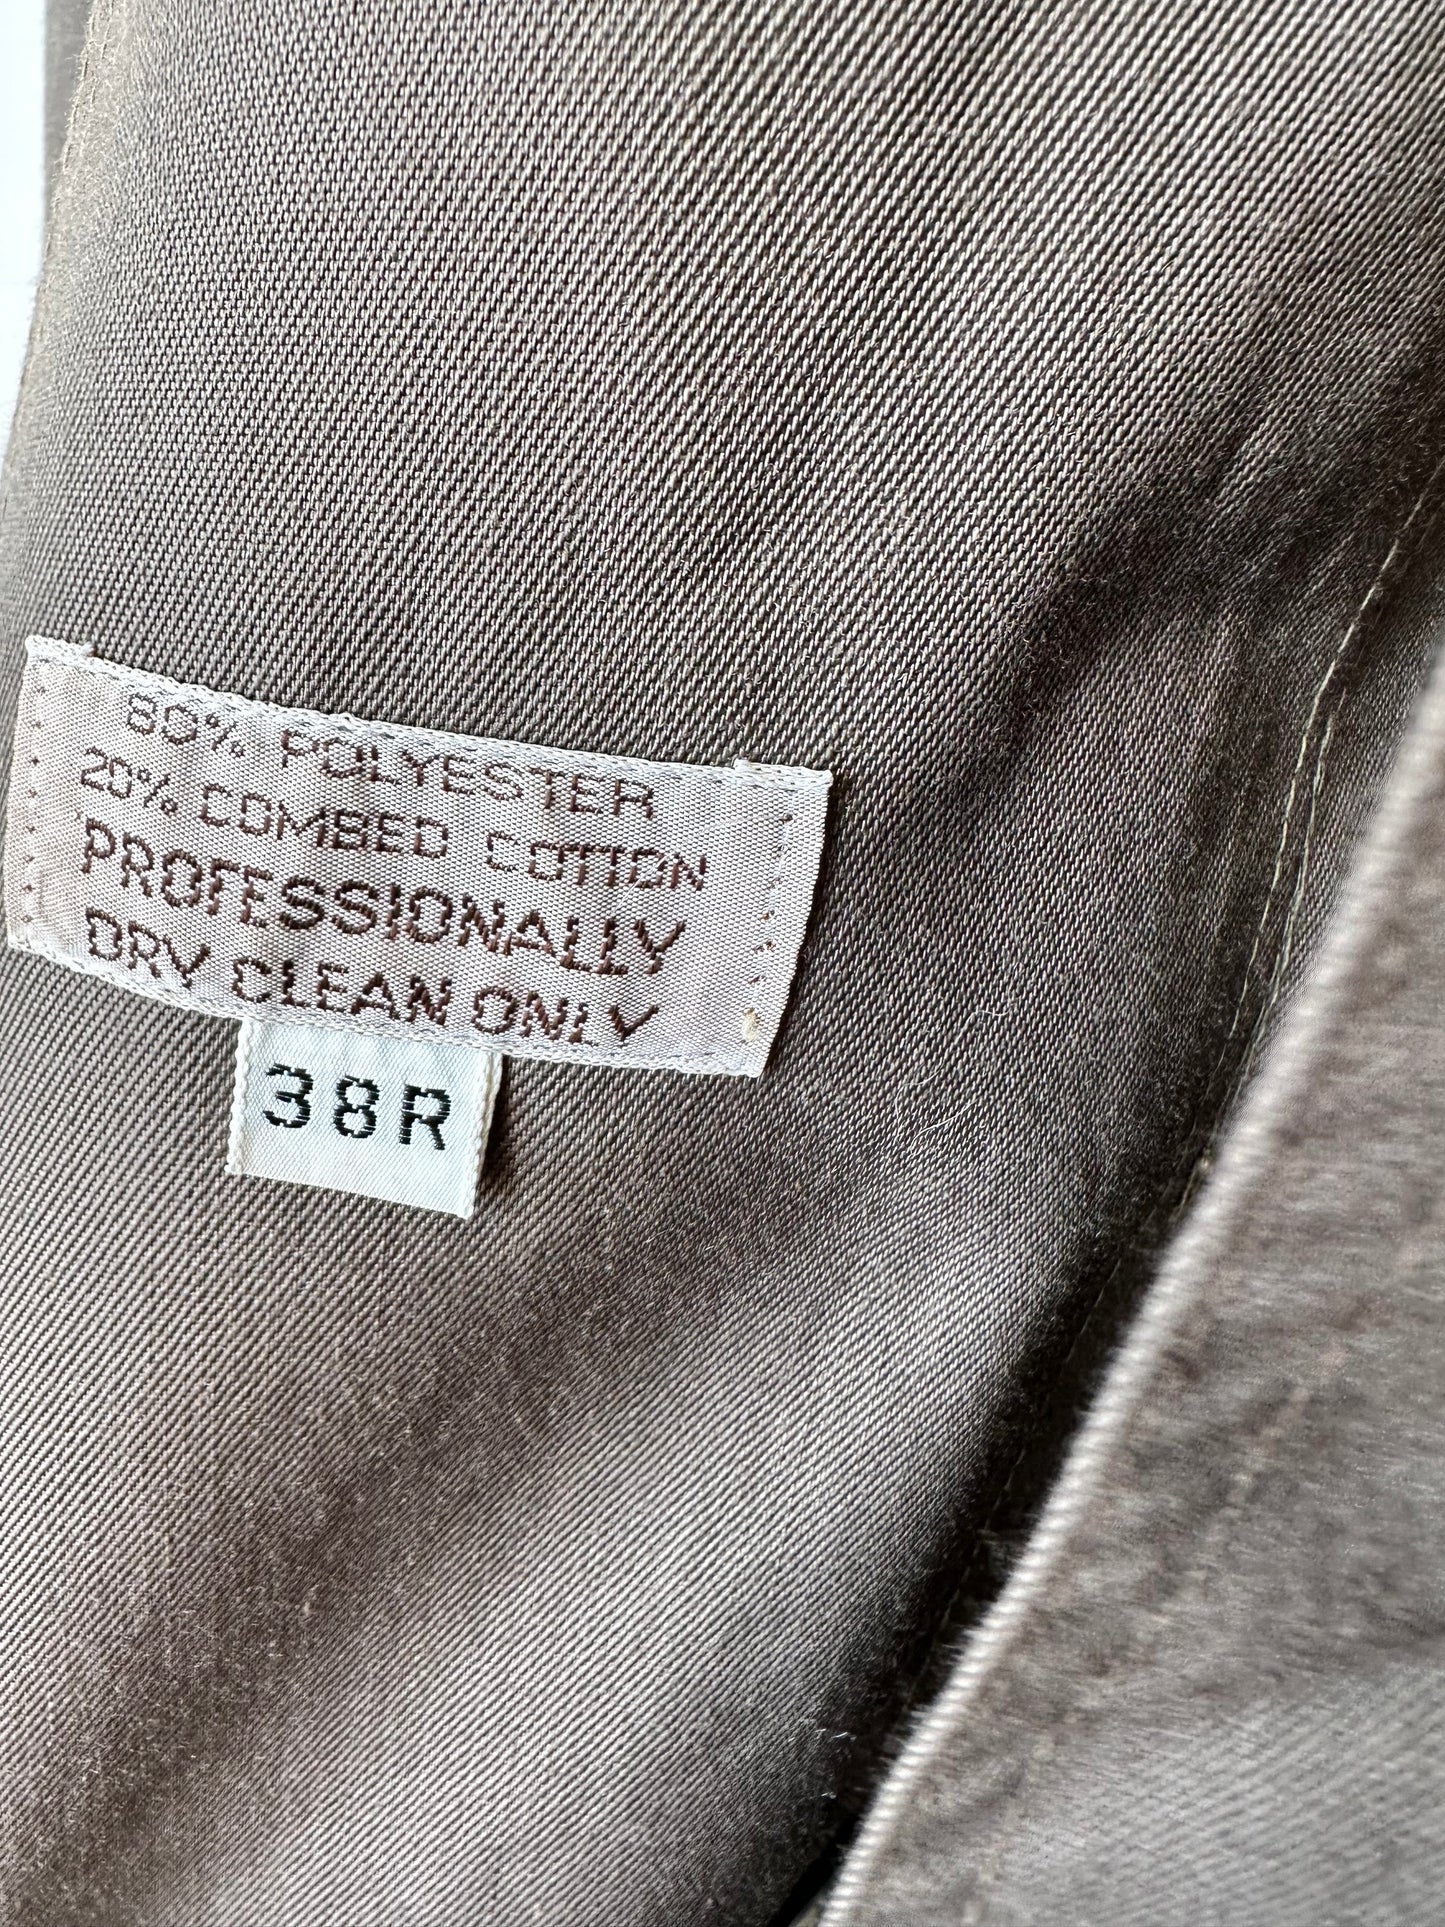 80% POLYESTER
20% COMBED COTTON
PROFESSIONALLY
DRY CLEAN ONLY
38R